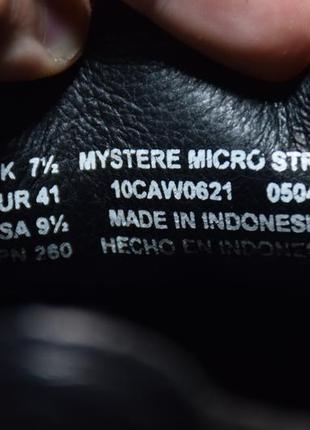 K 7½ MYSTERE MICRO STR
UR 41 10CAW0621 0504
SA 9½ MADE IN INDONES
PN 260 HECHO EN INDONES